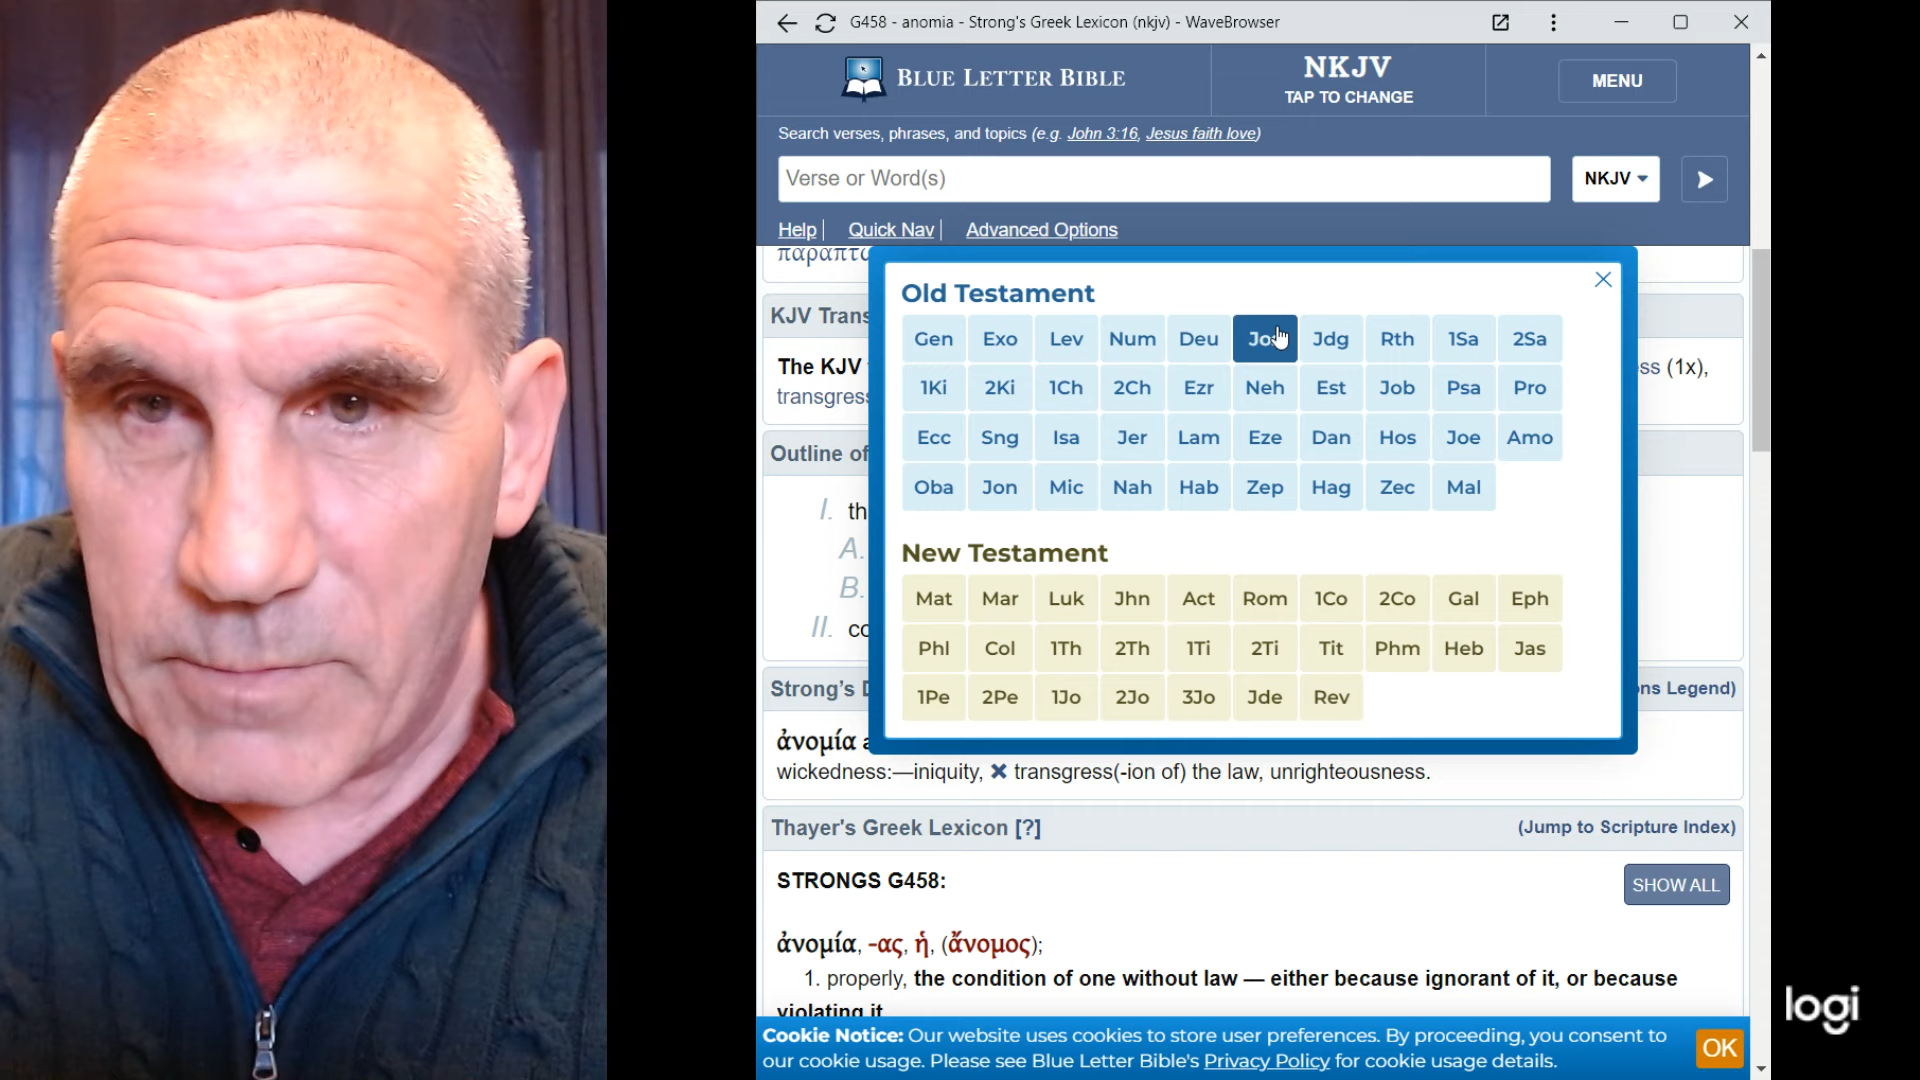 G458 - anomia - Strong's Greek Lexicon (nkjv) - WaveBrowser
BLUE LETTER BIBLE
NKJV
TAP TO CHANGE
MENU
Search verses, phrases, and topics (e.g. John 3:16, Jesus faith love)
Verse or Word(s)
NKJV
Help| Quick Nav| Advanced Options
KJV Trans
The KJV
ess (1x),
transgress
Outline of
I. th
A.
B.
II. co
Old Testament
Gen Exo Lev Num Deu Jos Jdg Rth 1Sa 2Sa
1Ki 2Ki 1Ch 2Ch Ezr Neh Est Job Psa Pro
Ecc Sng Isa Jer Lam Eze Dan Hos Joe Amo
Oba Jon Mic Nah Hab Zep Hag Zec Mal
New Testament
Mat Mar Luk Jhn Act Rom 1Co 2Co Gal Eph
Phl Col 1Th 2Th 1Ti 2Ti Tit Phm Heb Jas
1Pe 2Pe 1Jo 2Jo 3Jo Jde Rev
Strong's D
ons Legend)
ἀνομία a
wickedness:—iniquity, ✖ transgress(-ion of) the law, unrighteousness.
Thayer's Greek Lexicon [?]
(Jump to Scripture Index)
STRONGS G458:
SHOW ALL
ἀνομία, -ας, ἡ, (ἄνομος);
1. properly, the condition of one without law — either because ignorant of it, or because
violating it
Cookie Notice: Our website uses cookies to store user preferences. By proceeding, you consent to
our cookie usage. Please see Blue Letter Bible's Privacy Policy for cookie usage details.
OK
logi